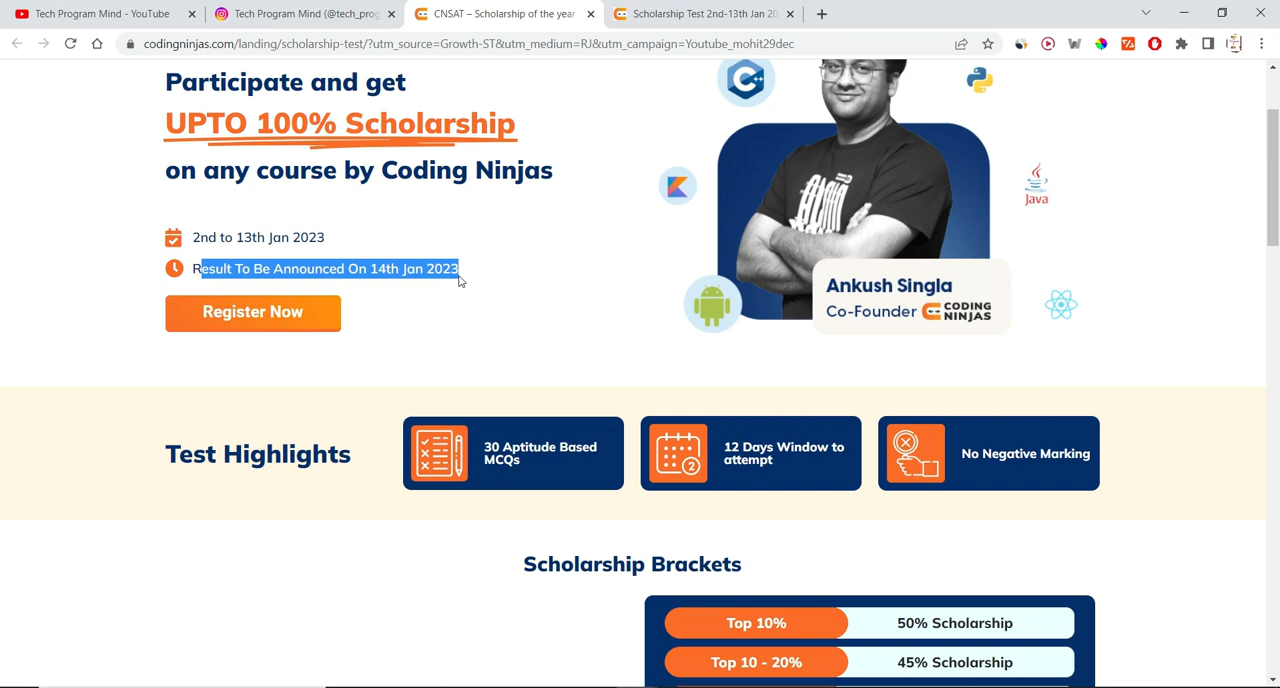 Tech Program Mind - YouTube
Tech Program Mind (@tech_prog
CNSAT – Scholarship of the year
Scholarship Test 2nd-13th Jan 20
codingninjas.com/landing/scholarship-test/?utm_source=Growth-ST&utm_medium=RJ&utm_campaign=Youtube_mohit29dec
Participate and get
UPTO 100% Scholarship
on any course by Coding Ninjas
2nd to 13th Jan 2023
Result To Be Announced On 14th Jan 2023
Register Now
Java
Ankush Singla
Co-Founder CODING NINJAS
Test Highlights
30 Aptitude Based
MCQs
12 Days Window to
attempt
No Negative Marking
Scholarship Brackets
Top 10% 50% Scholarship
Top 10 - 20% 45% Scholarship